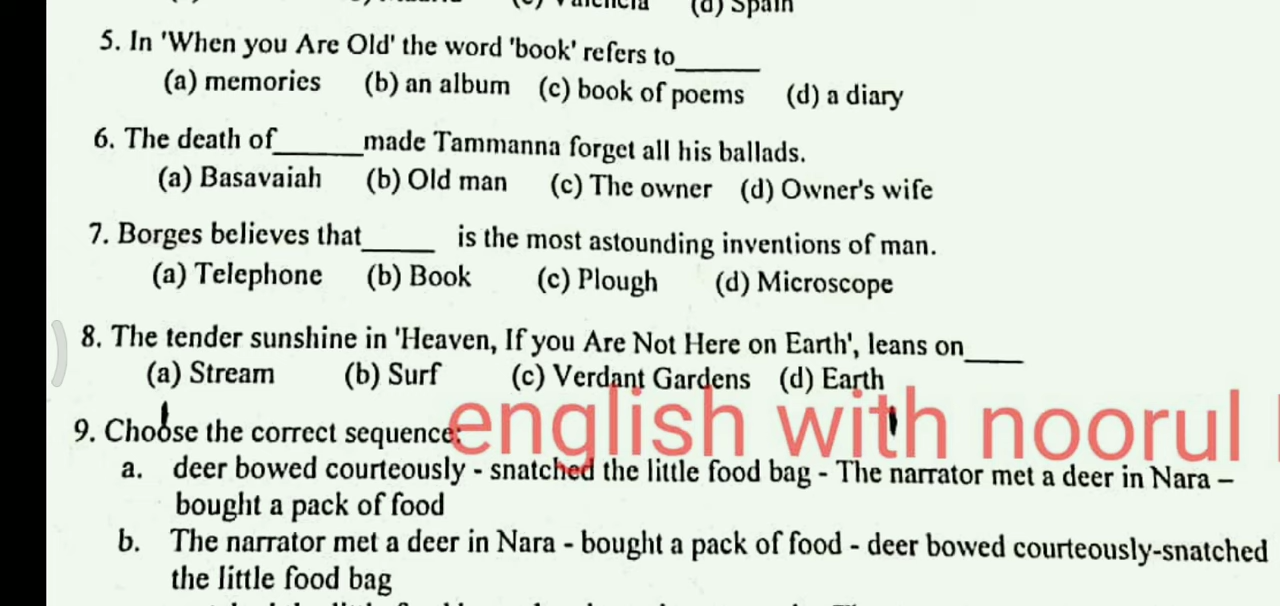 (d) Spain
5. In 'When you Are Old' the word 'book' refers to______
(a) memories (b) an album (c) book of poems (d) a diary
6. The death of______made Tammanna forget all his ballads.
(a) Basavaiah (b) Old man (c) The owner (d) Owner's wife
7. Borges believes that_____ is the most astounding inventions of man.
(a) Telephone (b) Book (c) Plough (d) Microscope
8. The tender sunshine in 'Heaven, If you Are Not Here on Earth', leans on____
(a) Stream (b) Surf (c) Verdant Gardens (d) Earth
english with noorul
9. Choose the correct sequence:
a. deer bowed courteously - snatched the little food bag - The narrator met a deer in Nara –
bought a pack of food
b. The narrator met a deer in Nara - bought a pack of food - deer bowed courteously-snatched
the little food bag